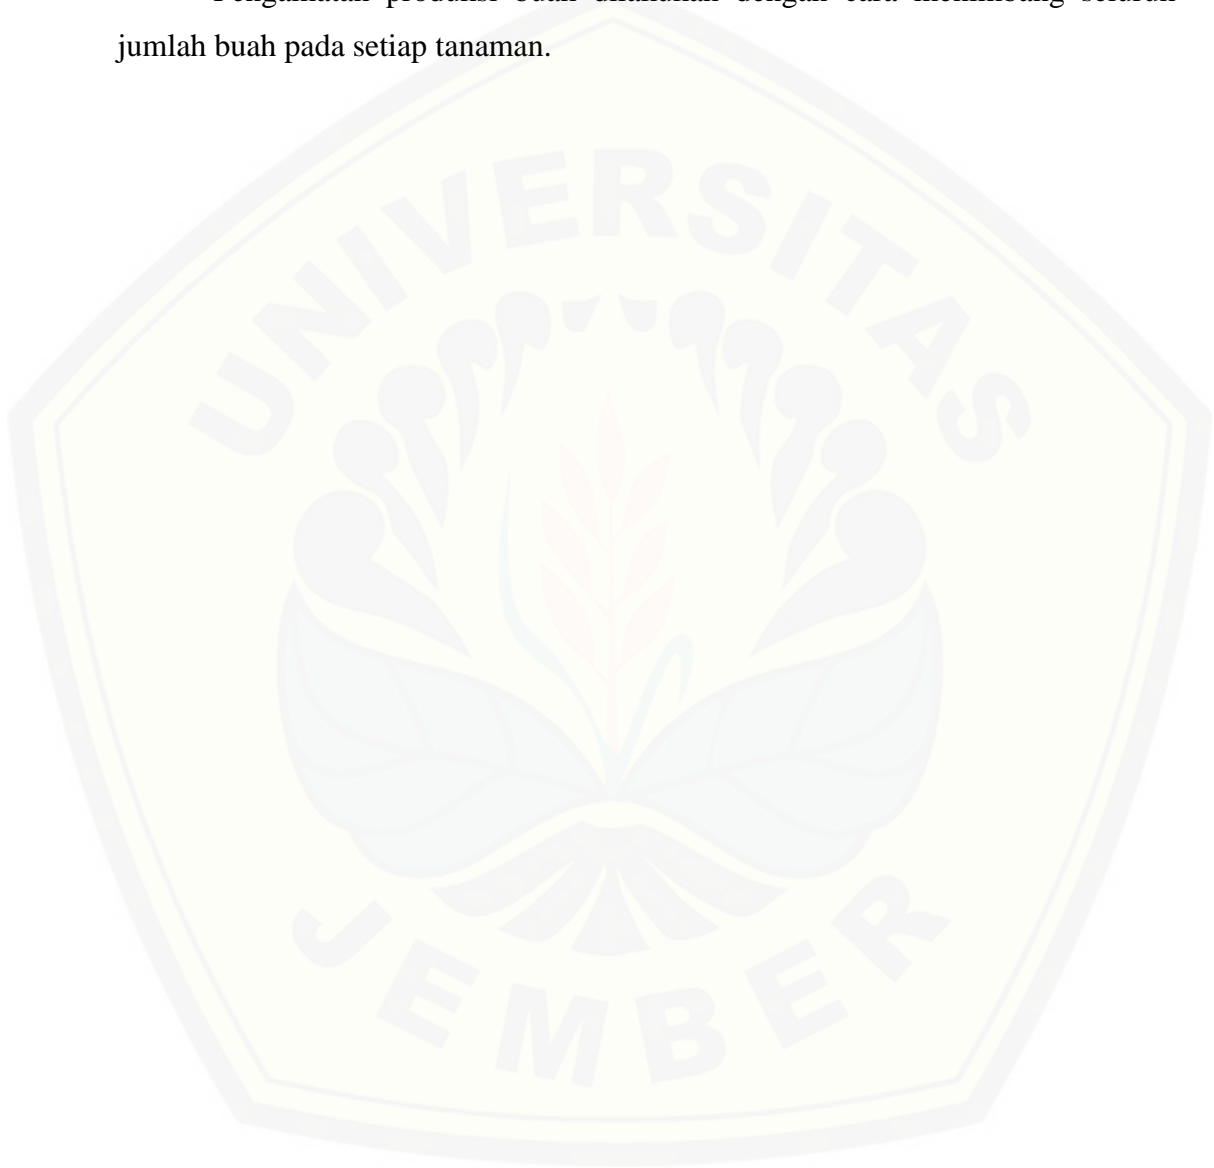 Pengamatan produksi buah dilakukan dengan cara menimbang seluruh
jumlah buah pada setiap tanaman.
UNIVERSITAS
JEMBER